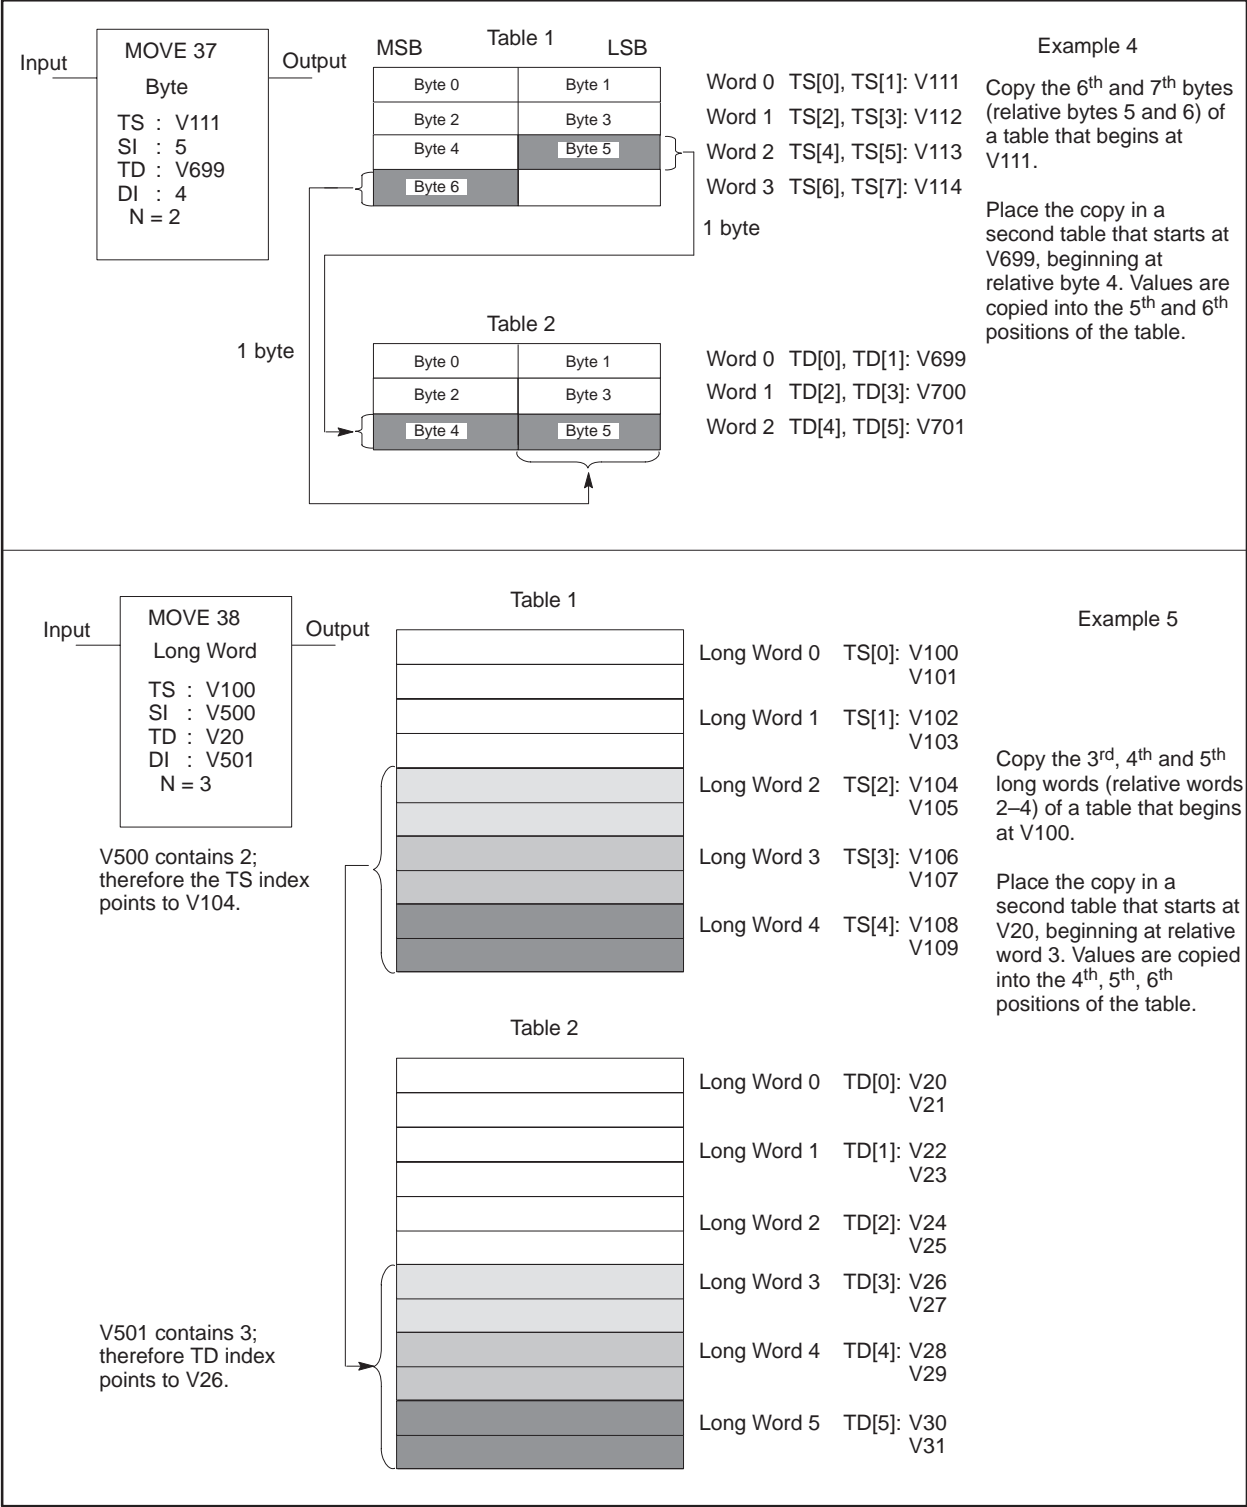 Input
MOVE 37
Byte
TS : V111
SI : 5
TD : V699
DI : 4
N = 2
Output
MSB
Table 1
LSB
Byte 0
Byte 1
Byte 2
Byte 3
Byte 4
Byte 5
Byte 6
Word 0 TS[0], TS[1]: V111
Word 1 TS[2], TS[3]: V112
Word 2 TS[4], TS[5]: V113
Word 3 TS[6], TS[7]: V114
1 byte
1 byte
Table 2
Byte 0
Byte 1
Byte 2
Byte 3
Byte 4
Byte 5
Word 0 TD[0], TD[1]: V699
Word 1 TD[2], TD[3]: V700
Word 2 TD[4], TD[5]: V701
Example 4
Copy the 6th and 7th bytes
(relative bytes 5 and 6) of
a table that begins at
V111.
Place the copy in a
second table that starts at
V699, beginning at
relative byte 4. Values are
copied into the 5th and 6th
positions of the table.
Input
MOVE 38
Long Word
TS : V100
SI : V500
TD : V20
DI : V501
N = 3
Output
V500 contains 2;
therefore the TS index
points to V104.
Table 1
Long Word 0 TS[0]: V100
V101
Long Word 1 TS[1]: V102
V103
Long Word 2 TS[2]: V104
V105
Long Word 3 TS[3]: V106
V107
Long Word 4 TS[4]: V108
V109
Example 5
Copy the 3rd, 4th and 5th
long words (relative words
2–4) of a table that begins
at V100.
Place the copy in a
second table that starts at
V20, beginning at relative
word 3. Values are copied
into the 4th, 5th, 6th
positions of the table.
Table 2
Long Word 0 TD[0]: V20
V21
Long Word 1 TD[1]: V22
V23
Long Word 2 TD[2]: V24
V25
Long Word 3 TD[3]: V26
V27
Long Word 4 TD[4]: V28
V29
Long Word 5 TD[5]: V30
V31
V501 contains 3;
therefore TD index
points to V26.